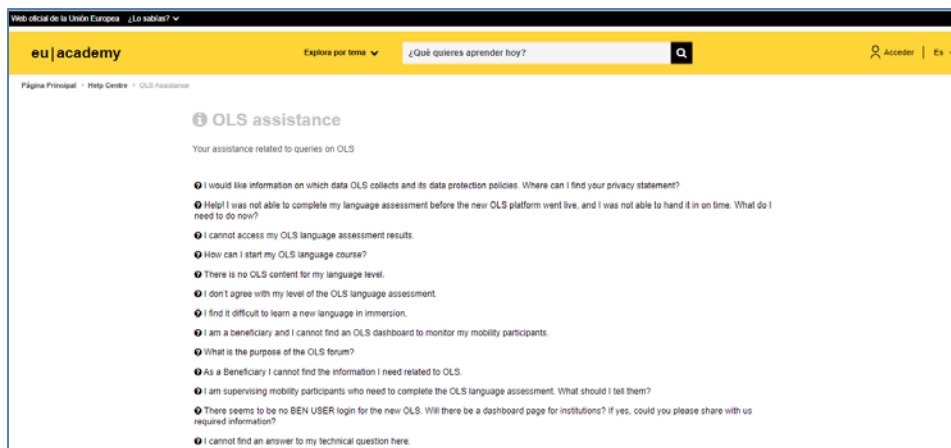 Web oficial de la Unión Europea ¿Lo sabías?
eu|academy Explora por tema ¿Qué quieres aprender hoy? Acceder | Es
Página Principal Help Centre OLS Assistance
OLS assistance
Your assistance related to queries on OLS
I would like information on which data OLS collects and its data protection policies. Where can I find your privacy statement?
Help! I was not able to complete my language assessment before the new OLS platform went live, and I was not able to hand it in on time. What do I
need to do now?
I cannot access my OLS language assessment results.
How can I start my OLS language course?
There is no OLS content for my language level.
I don't agree with my level of the OLS language assessment.
I find it difficult to learn a new language in immersion.
I am a beneficiary and I cannot find an OLS dashboard to monitor my mobility participants.
What is the purpose of the OLS forum?
As a Beneficiary I cannot find the information I need related to OLS.
I am supervising mobility participants who need to complete the OLS language assessment. What should I tell them?
There seems to be no BEN USER login for the new OLS. Will there be a dashboard page for institutions? If yes, could you please share with us
required information?
I cannot find an answer to my technical question here.